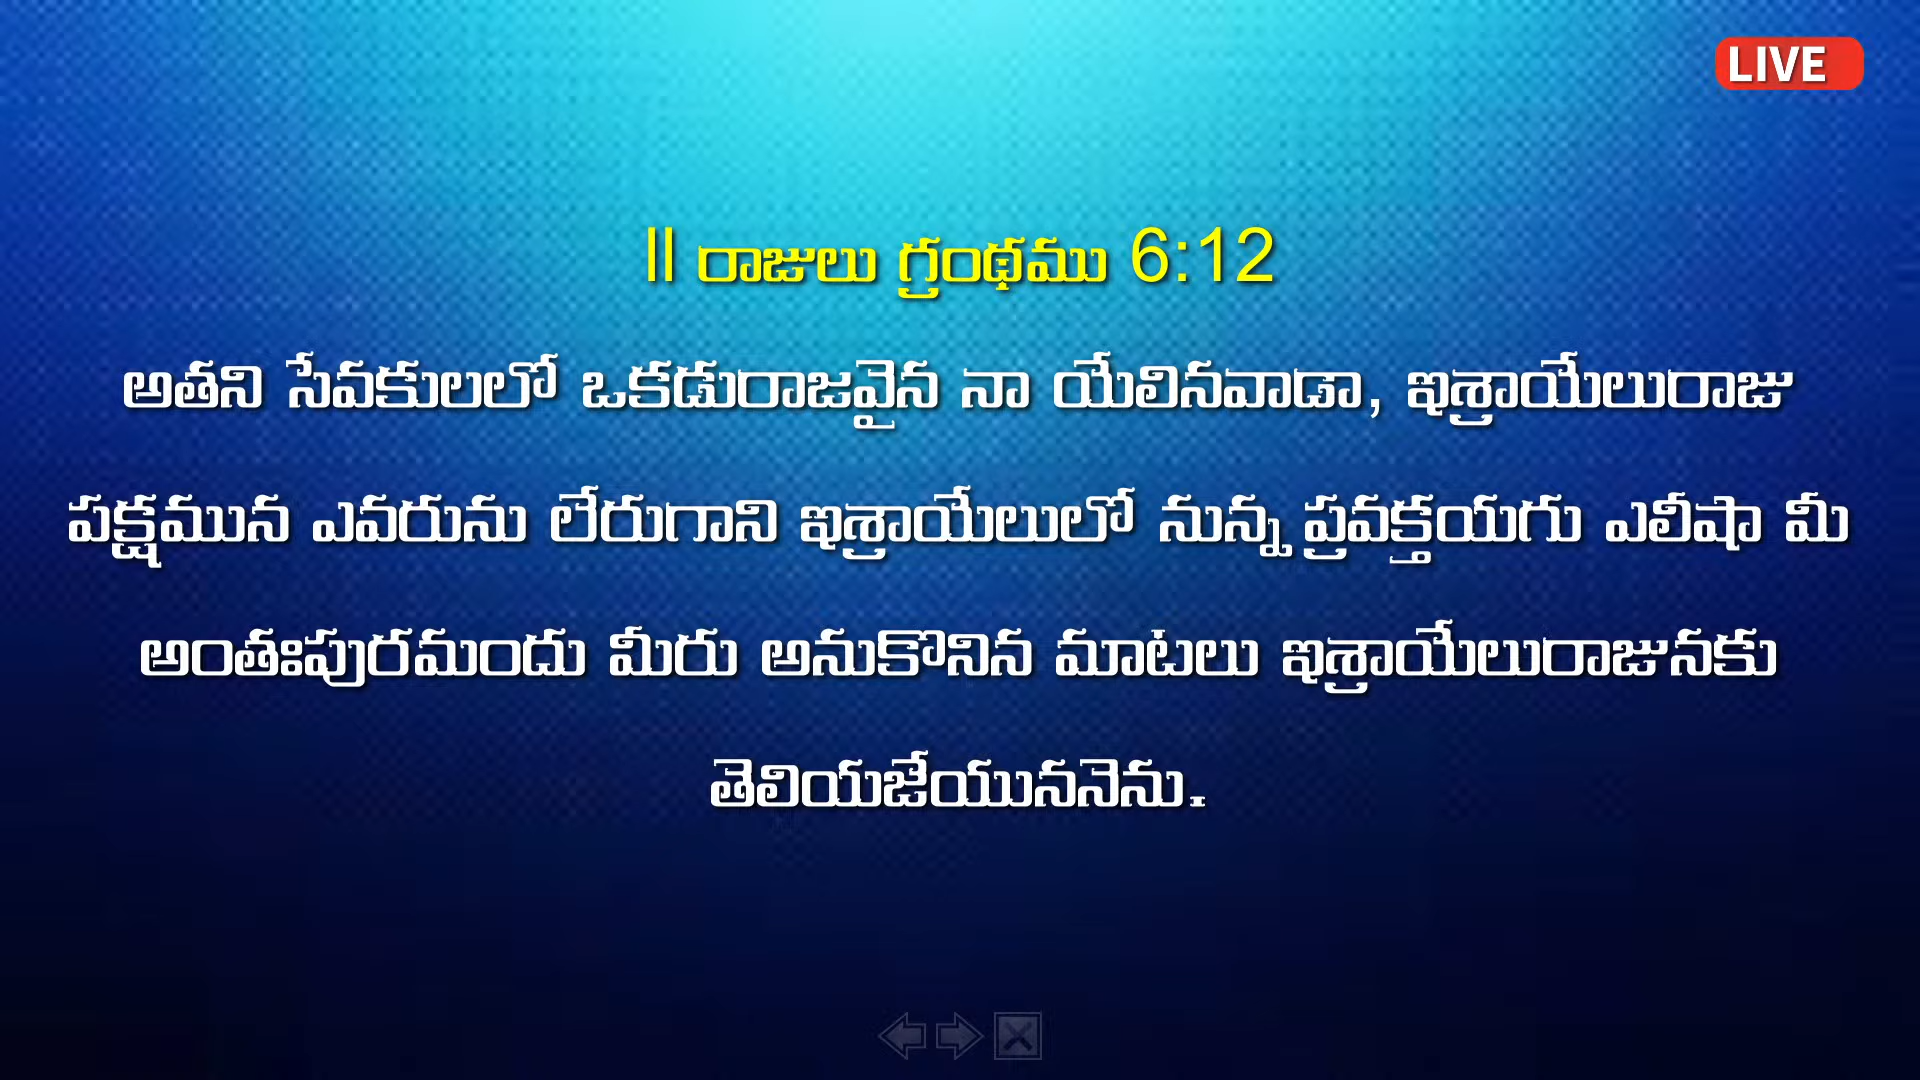 LIVE
II రాజులు గ్రంథము 6:12
అతని సేవకులలో ఒకడురాజవైన నా యేలినవాడా, ఇశ్రాయేలురాజు
పక్షమున ఎవరును లేరుగాని ఇశ్రాయేలులో నున్న ప్రవక్తయగు ఎలీషా మీ
అంతఃపురమందు మీరు అనుకొనిన మాటలు ఇశ్రాయేలురాజునకు
తెలియజేయుననెను.